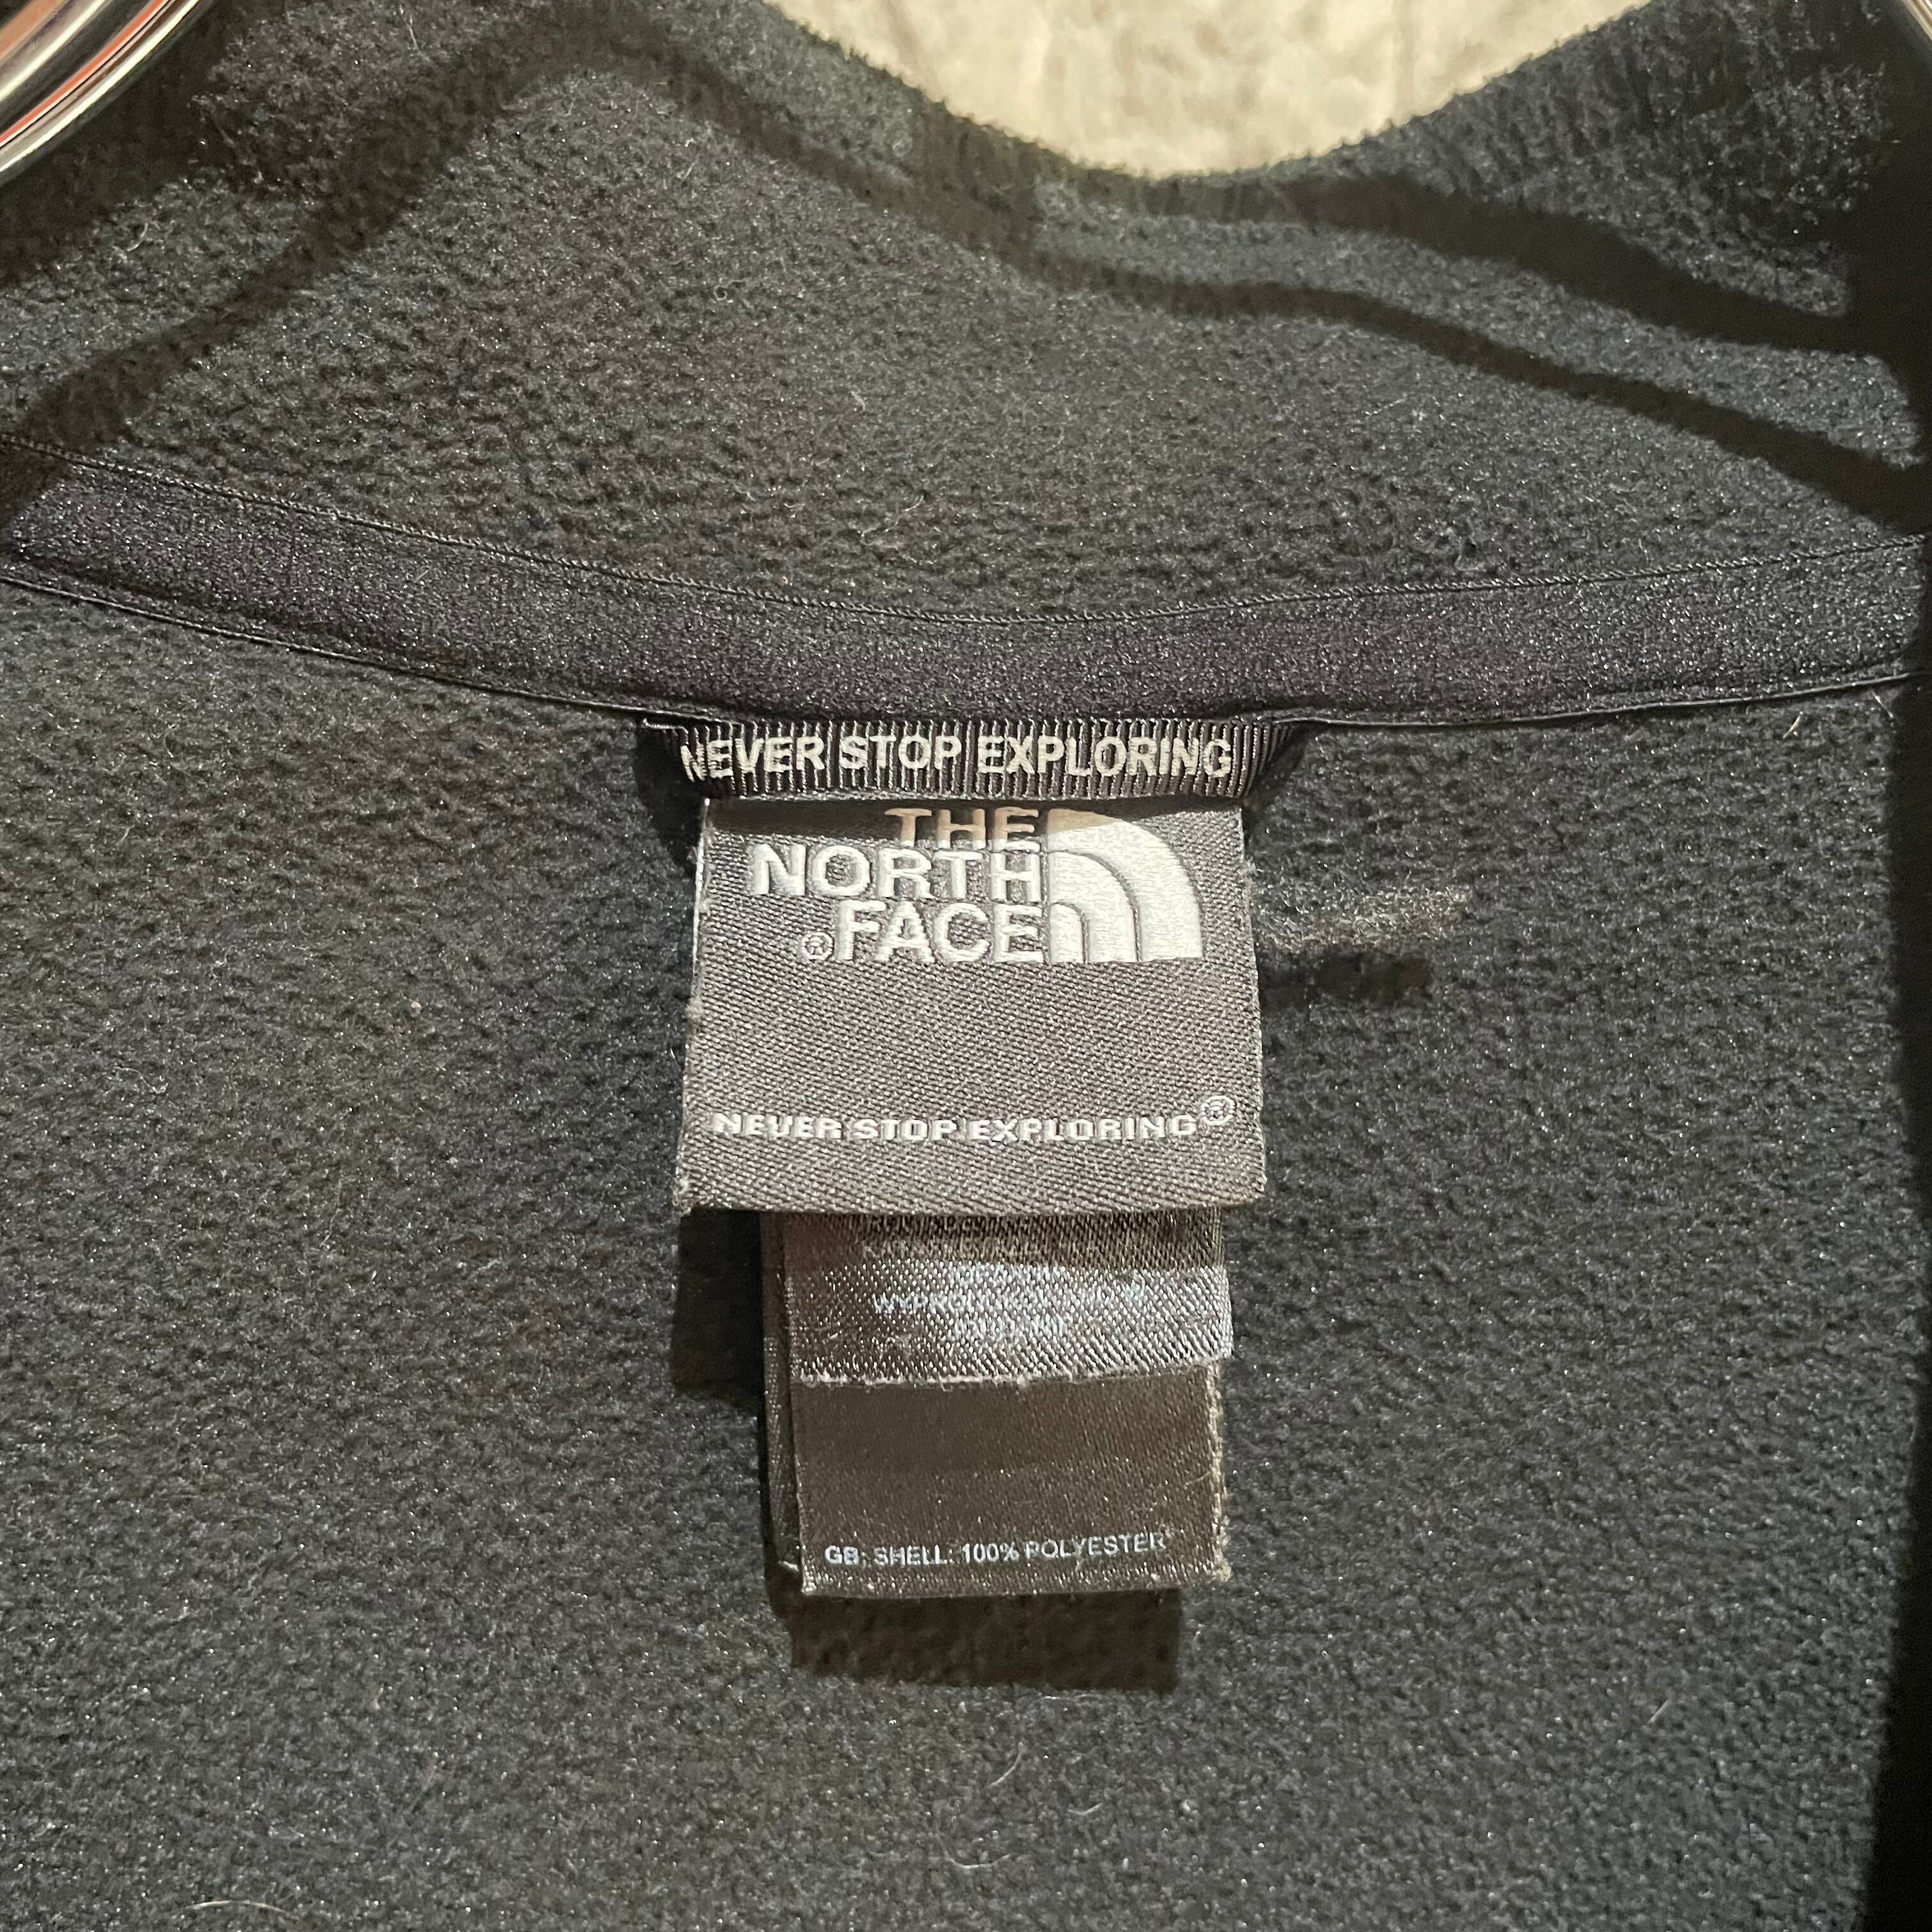 NEVER STOP EXPLORING
THE
NORTH
® FACE
NEVER STOP EXPLORING®
GB: SHELL: 100% POLYESTER